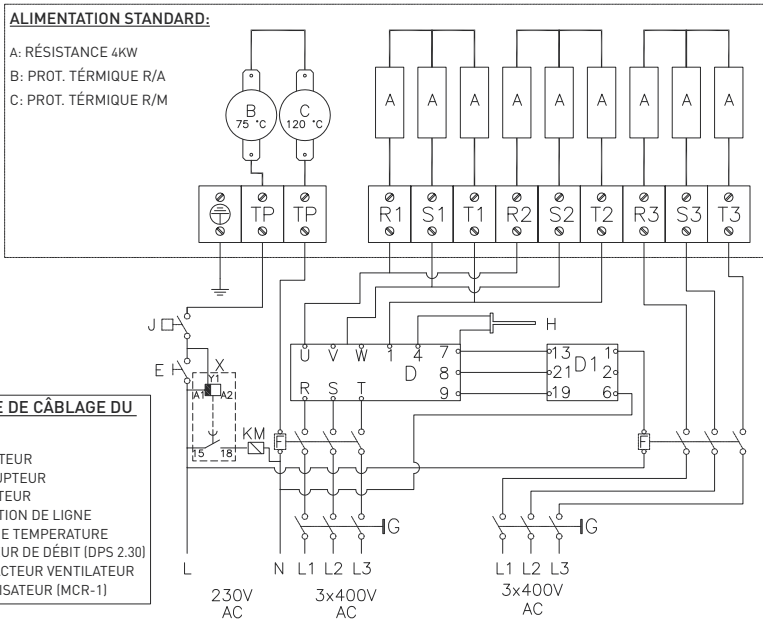 ALIMENTATION STANDARD:
A: RÉSISTANCE 4KW
B: PROT. TÉRMIQUE R/A
C: PROT. TÉRMIQUE R/M
B
75 °C
C
120 °C
A A A A A A A A A
TP TP R1 S1 T1 R2 S2 T2 R3 S3 T3
J
H
U V W 1 4 7
13 1
E
X
Y1
D 8
21 D1 2
A1 A2
R S T 9
19 6
E DE CÂBLAGE DU
KM
F
F
15 18
TEUR
UPTEUR
TEUR
TION DE LIGNE
E TEMPERATURE
UR DE DÉBIT (DPS 2.30)
ACTEUR VENTILATEUR
ISATEUR (MCR-1)
G
G
L N L1 L2 L3 L1 L2 L3
230V
AC
3x400V
AC
3x400V
AC